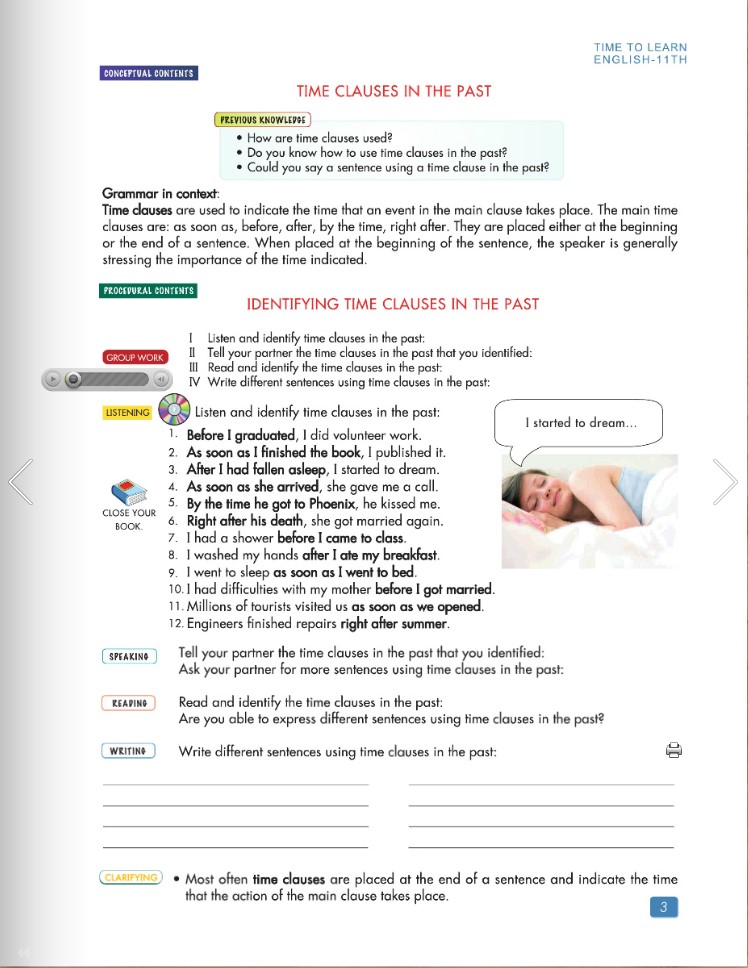 TIME TO LEARN
ENGLISH-11TH
CONCEPTUAL CONTENTS
TIME CLAUSES IN THE PAST
PREVIOUS KNOWLEDGE
• How are time clauses used?
• Do you know how to use time clauses in the past?
• Could you say a sentence using a time clause in the past?
Grammar in context:
Time clauses are used to indicate the time that an event in the main clause takes place. The main time
clauses are: as soon as, before, after, by the time, right after. They are placed either at the beginning
or the end of a sentence. When placed at the beginning of the sentence, the speaker is generally
stressing the importance of the time indicated.
PROCEDURAL CONTENTS
IDENTIFYING TIME CLAUSES IN THE PAST
GROUP WORK
I Listen and identify time clauses in the past:
II Tell your partner the time clauses in the past that you identified:
III Read and identify the time clauses in the past:
IV Write different sentences using time clauses in the past:
LISTENING
Listen and identify time clauses in the past:
1. Before I graduated, I did volunteer work.
2. As soon as I finished the book, I published it.
3. After I had fallen asleep, I started to dream.
4. As soon as she arrived, she gave me a call.
5. By the time he got to Phoenix, he kissed me.
6. Right after his death, she got married again.
7. I had a shower before I came to class.
8. I washed my hands after I ate my breakfast.
9. I went to sleep as soon as I went to bed.
10. I had difficulties with my mother before I got married.
11. Millions of tourists visited us as soon as we opened.
12. Engineers finished repairs right after summer.
I started to dream...
CLOSE YOUR
BOOK.
SPEAKING
Tell your partner the time clauses in the past that you identified:
Ask your partner for more sentences using time clauses in the past:
READING
Read and identify the time clauses in the past:
Are you able to express different sentences using time clauses in the past?
WRITING
Write different sentences using time clauses in the past:
CLARIFYING
• Most often time clauses are placed at the end of a sentence and indicate the time
that the action of the main clause takes place.
3